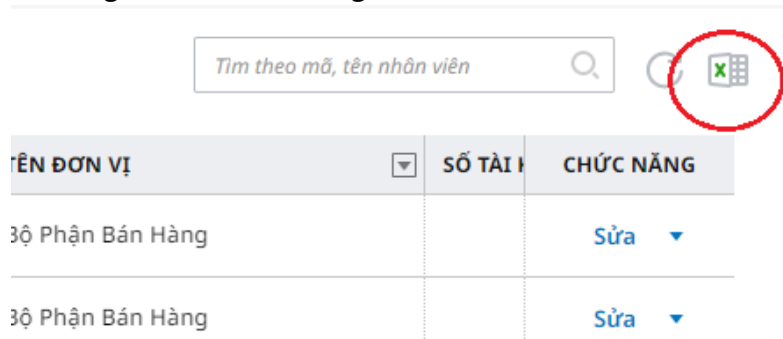 Tìm theo mã, tên nhân viên
TÊN ĐƠN VỊ SỐ TÀI CHỨC NĂNG
Bộ Phận Bán Hàng Sửa
Bộ Phận Bán Hàng Sửa